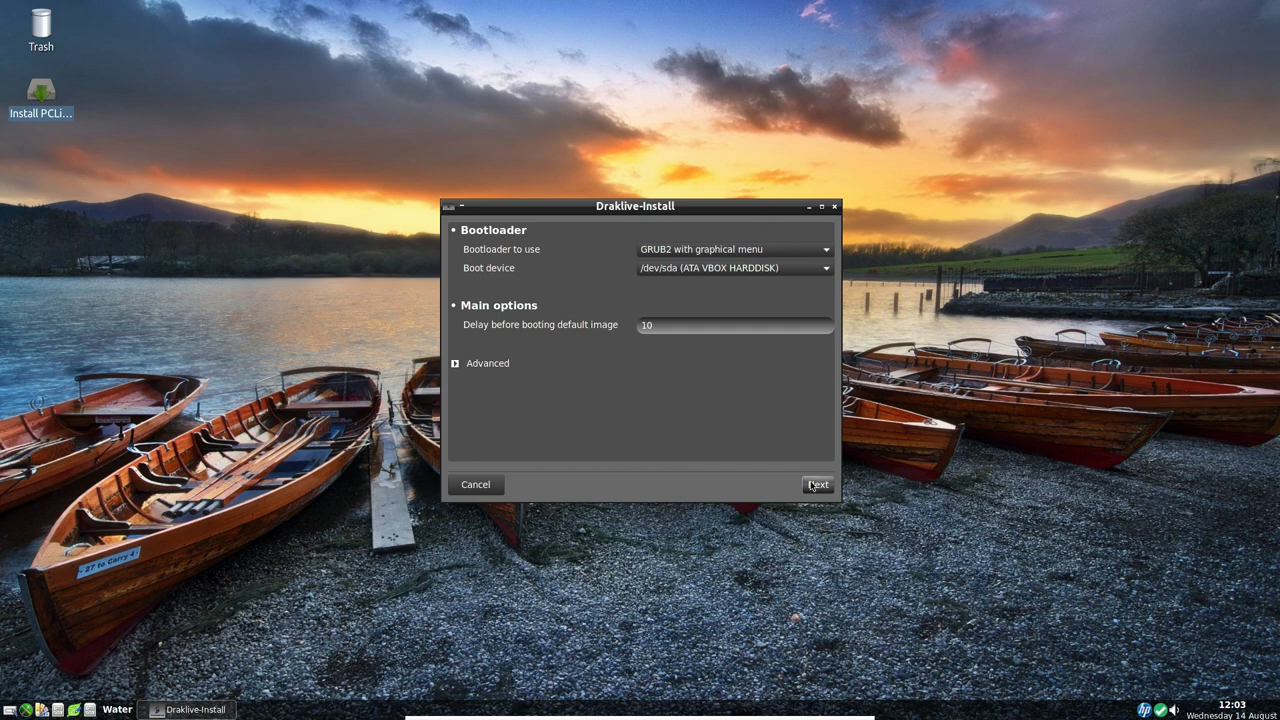 Trash
Install PCLi...
Draklive-Install
• Bootloader
Bootloader to use
GRUB2 with graphical menu
Boot device
/dev/sda (ATA VBOX HARDDISK)
• Main options
Delay before booting default image
10
Advanced
Cancel
Next
27 to Carry 4
Water
Draklive-Install
hp
12:03
Wednesday 14 August